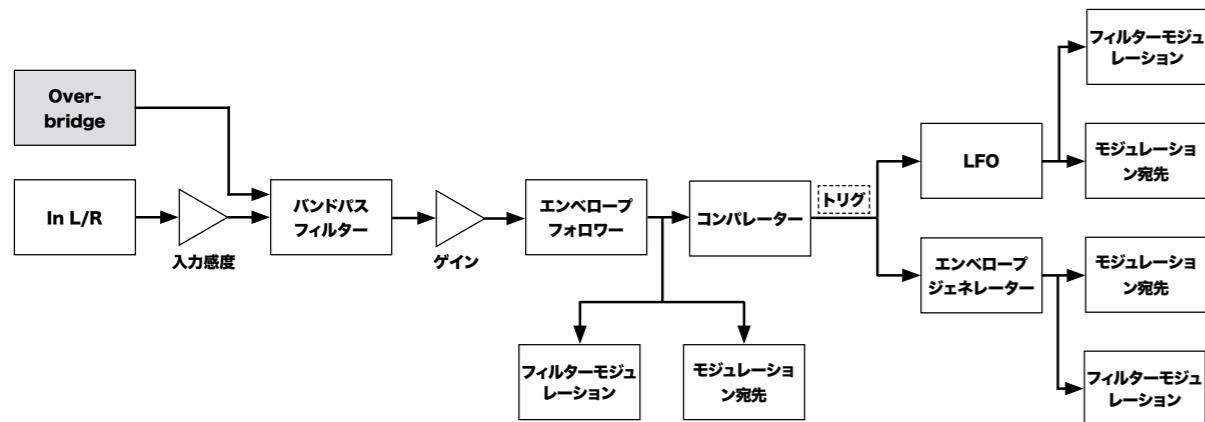 Over-
bridge
In L/R
入力感度
バンドパス
フィルター
ゲイン
エンベロープ
フォロワー
フィルターモジュ
レーション
モジュレーショ
ン宛先
コンパレーター
トリグ
LFO
フィルターモジュ
レーション
モジュレーショ
ン宛先
エンベロープ
ジェネレーター
モジュレーショ
ン宛先
フィルターモジュ
レーション